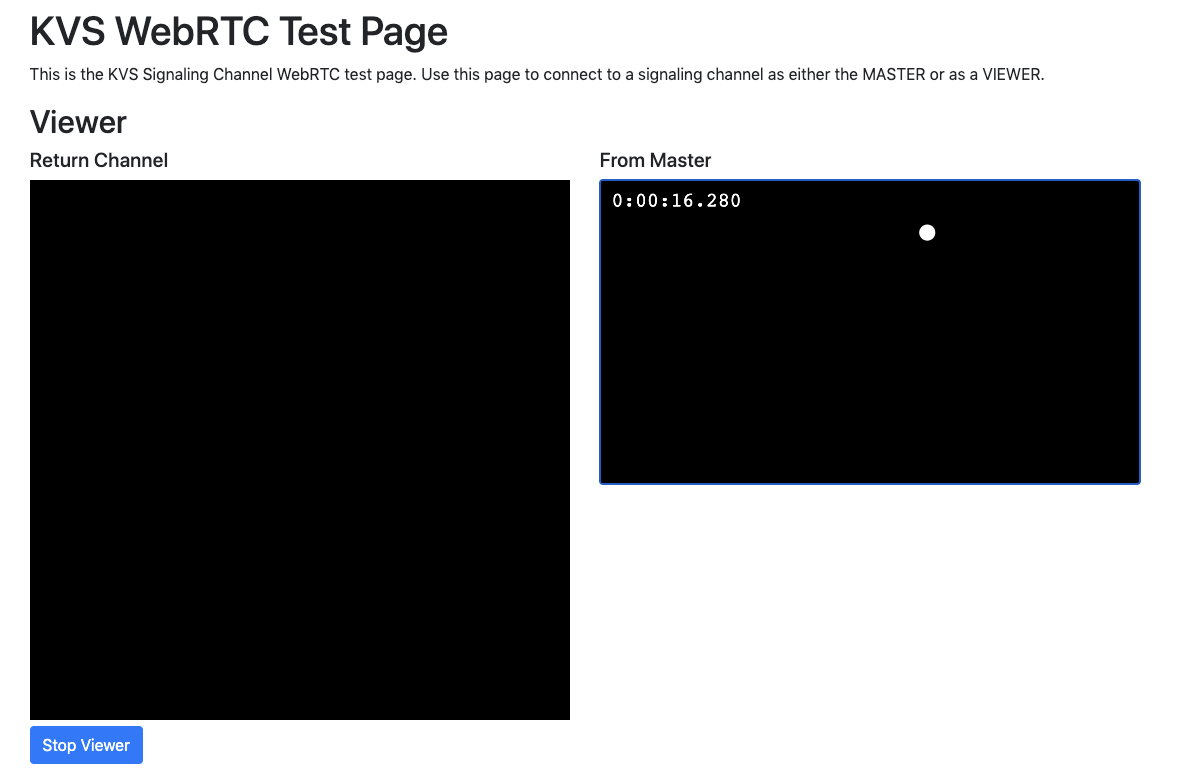 KVS WebRTC Test Page
This is the KVS Signaling Channel WebRTC test page. Use this page to connect to a signaling channel as either the MASTER or as a VIEWER.
Viewer
Return Channel
From Master
0:00:16.280
Stop Viewer